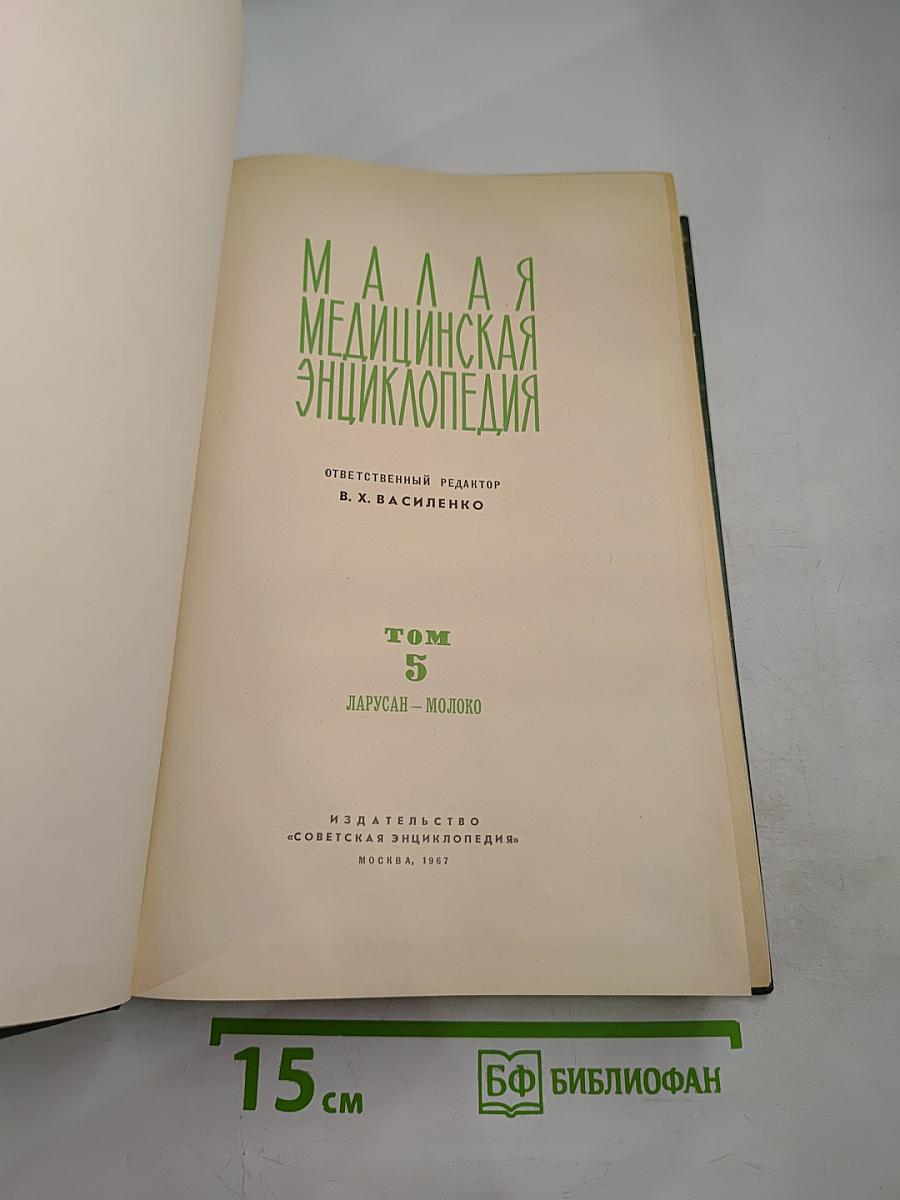 МАЛАЯ
МЕДИЦИНСКАЯ
ЭНЦИКЛОПЕДИЯ
ОТВЕТСТВЕННЫЙ РЕДАКТОР
В. Х. ВАСИЛЕНКО
ТОМ
5
ЛАРУСАН — МОЛОКО
ИЗДАТЕЛЬСТВО
«СОВЕТСКАЯ ЭНЦИКЛОПЕДИЯ»
МОСКВА, 1967
15 см
БФ БИБЛИОФАН